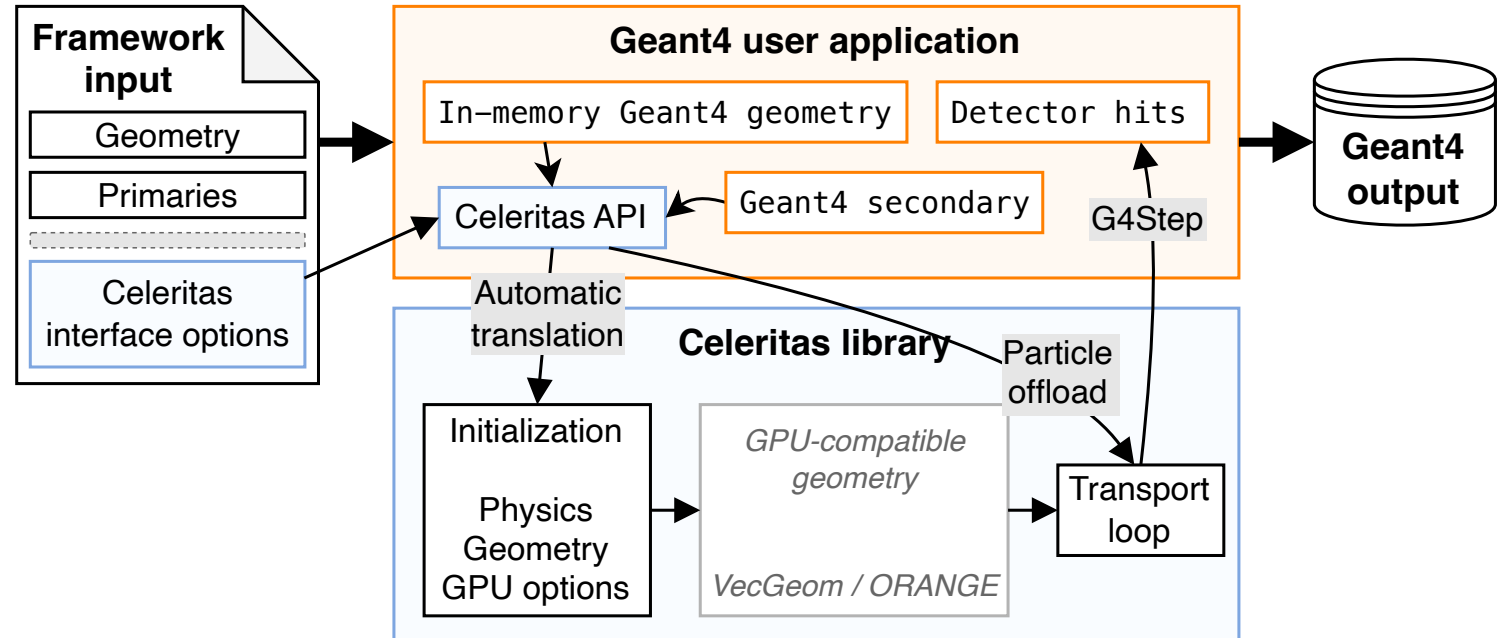 Framework
input
Geometry
Primaries
Celeritas
interface options
Geant4 user application
In-memory Geant4 geometry
Detector hits
Celeritas API
Geant4 secondary
G4Step
Geant4
output
Automatic
translation
Celeritas library
Particle
offload
Initialization
Physics
Geometry
GPU options
GPU-compatible
geometry
VecGeom / ORANGE
Transport
loop